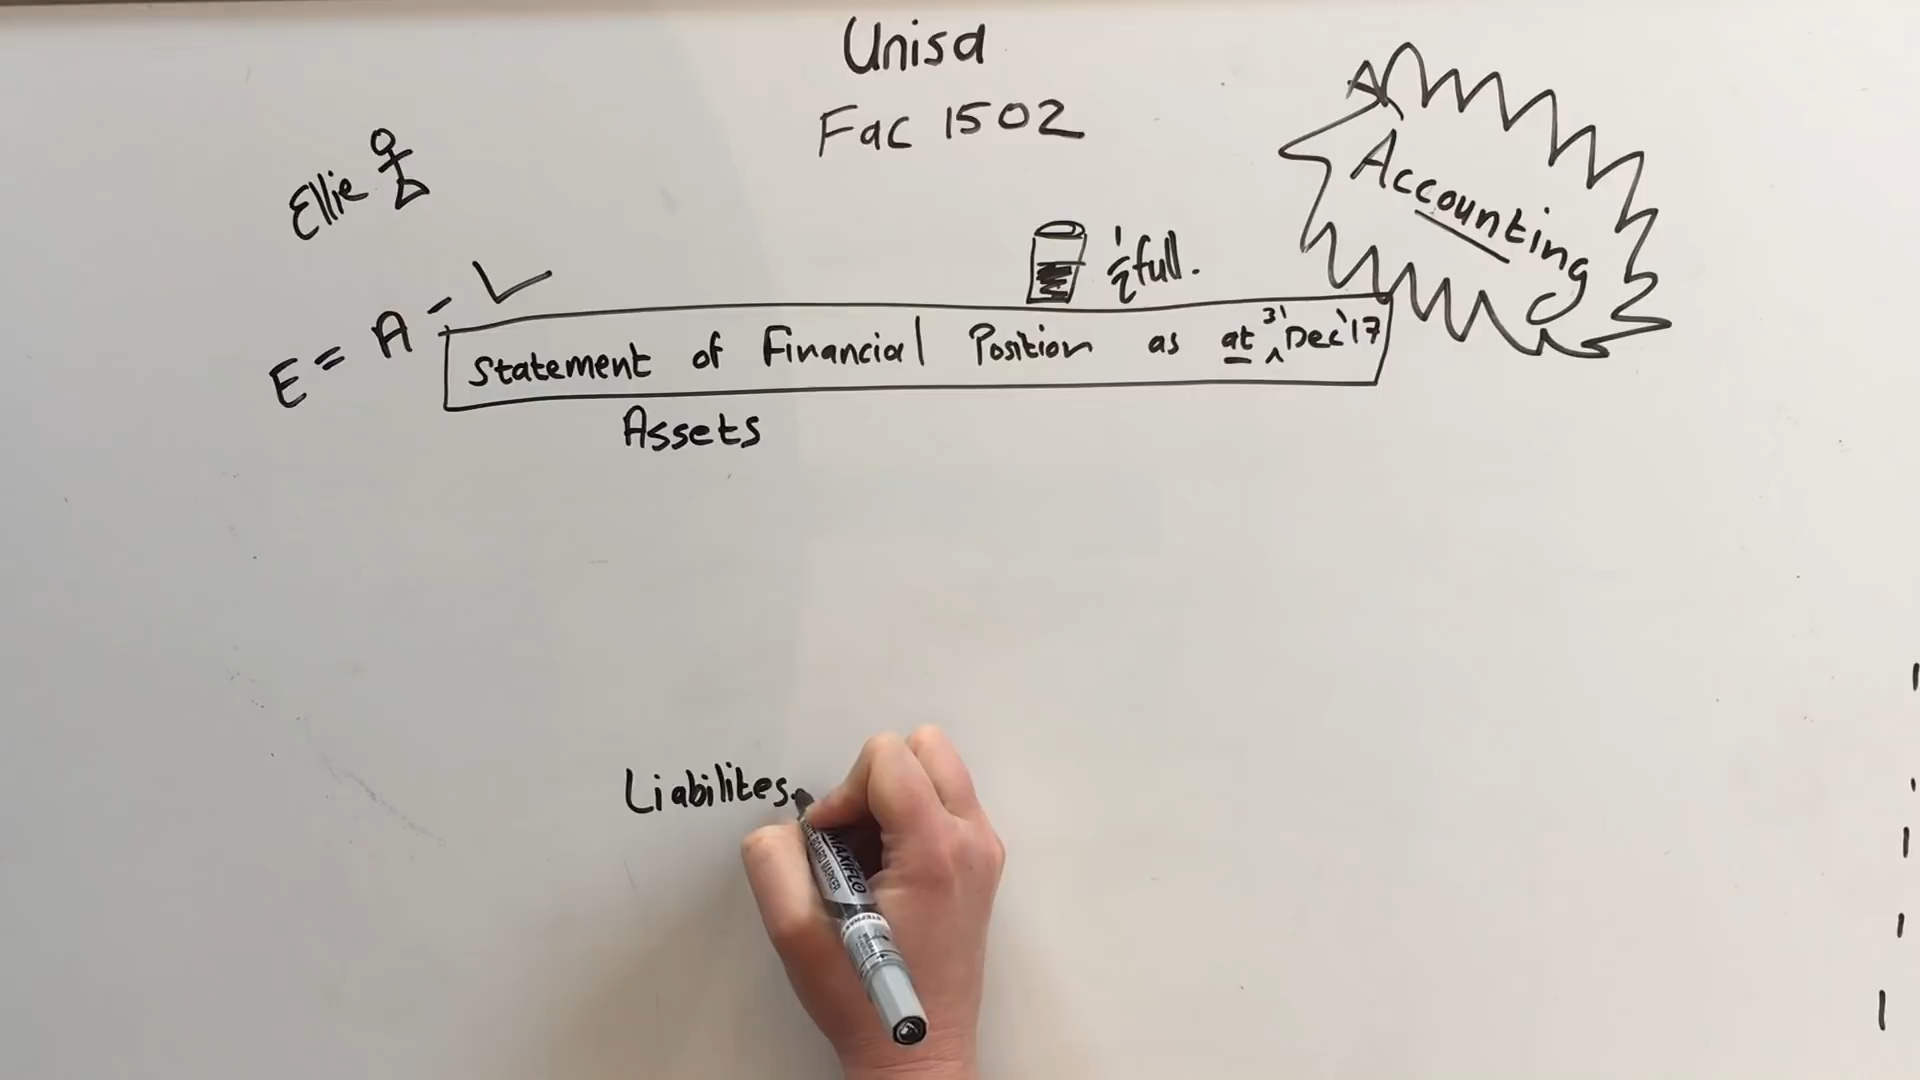 Unisa
Fac 1502
Accounting
Ellie
½ full.
E = A - L
Statement of Financial Position as at 31 Dec '17
Assets
Liabilites.
MAXIFLO